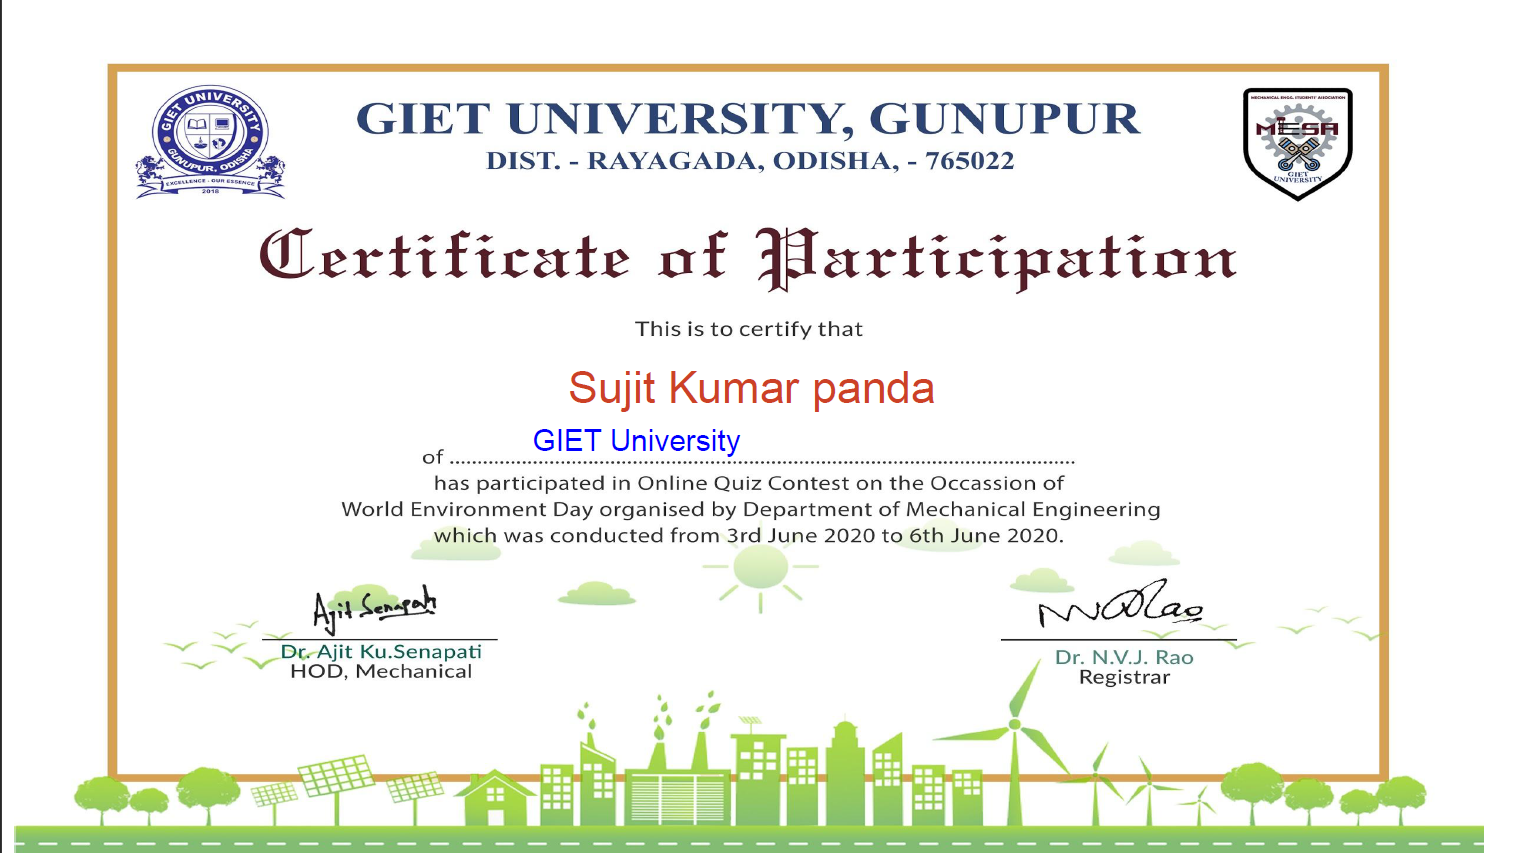 GIET UNIVERSITY
GUNUPUR, ODISHA
EXCELLENCE - OUR ESSENCE
2018
GIET UNIVERSITY, GUNUPUR
DIST. - RAYAGADA, ODISHA, - 765022
MECHANICAL ENGG. STUDENTS' ASSOCIATION
MESA
GIET
UNIVERSITY
Certificate of Participation
This is to certify that
Sujit Kumar panda
GIET University
of ....................................................................................................................
has participated in Online Quiz Contest on the Occassion of
World Environment Day organised by Department of Mechanical Engineering
which was conducted from 3rd June 2020 to 6th June 2020.
Ajit Senapati
Dr. Ajit Ku.Senapati
HOD, Mechanical
Dr. N.V.J. Rao
Registrar